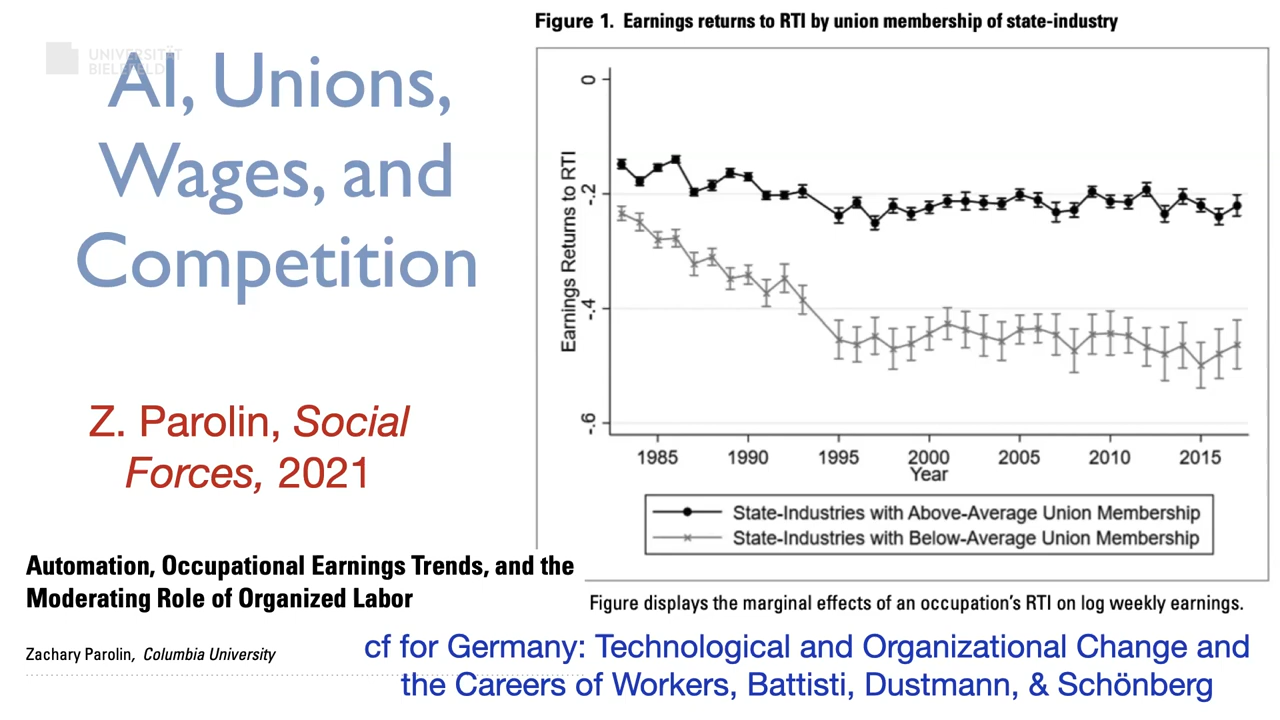 UNIVERSITÄT
BIELEFELD
AI, Unions,
Wages, and
Competition
Z. Parolin, Social
Forces, 2021
Automation, Occupational Earnings Trends, and the
Moderating Role of Organized Labor
Zachary Parolin, Columbia University
Figure 1. Earnings returns to RTI by union membership of state-industry
Earnings Returns to RTI
0
-.2
-.4
-.6
1985 1990 1995 2000 2005 2010 2015
Year
State-Industries with Above-Average Union Membership
State-Industries with Below-Average Union Membership
Figure displays the marginal effects of an occupation's RTI on log weekly earnings.
cf for Germany: Technological and Organizational Change and
the Careers of Workers, Battisti, Dustmann, & Schönberg